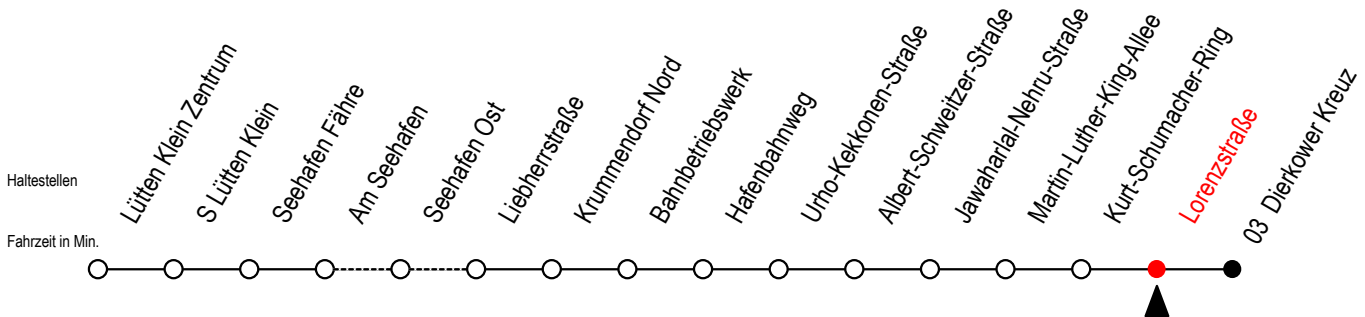 Haltestellen
Fahrzeit in Min.
Lütten Klein Zentrum
S Lütten Klein
Seehafen Fähre
Am Seehafen
Seehafen Ost
Liebherrstraße
Krummendorf Nord
Bahnbetriebswerk
Hafenbahnweg
Urho-Kekkonen-Straße
Albert-Schweitzer-Straße
Jawaharlal-Nehru-Straße
Martin-Luther-King-Allee
Kurt-Schumacher-Ring
Lorenzstraße
03 Dierkower Kreuz